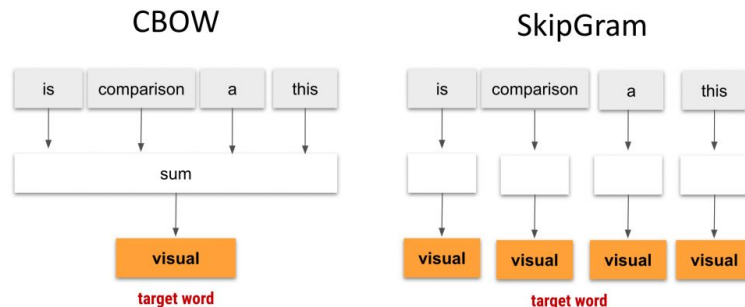 CBOW
is comparison a this
sum
visual
target word
SkipGram
is comparison a this
visual visual visual visual
target word